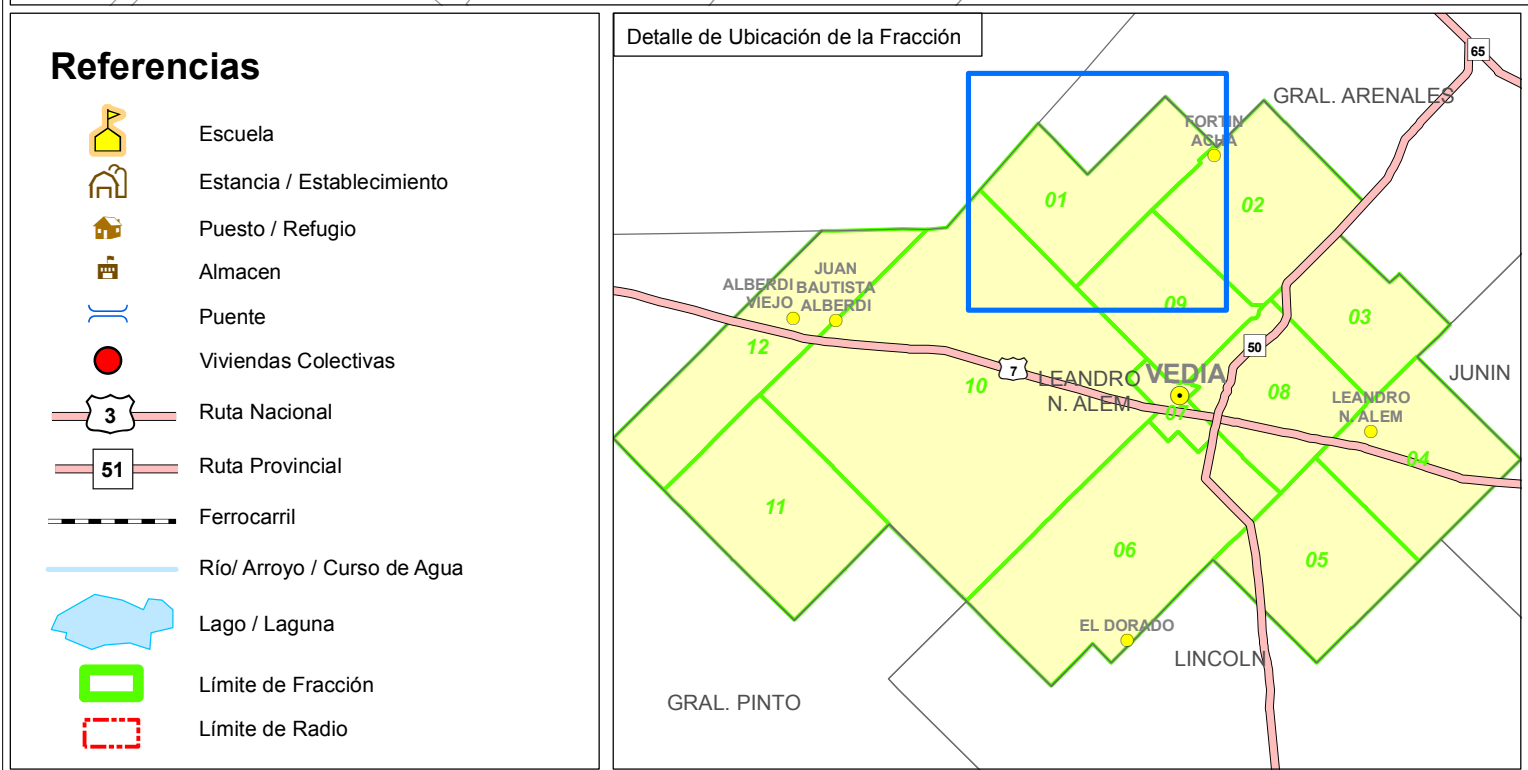 Referencias
Escuela
Estancia / Establecimiento
Puesto / Refugio
Almacen
Puente
Viviendas Colectivas
3
Ruta Nacional
51
Ruta Provincial
Ferrocarril
Río/ Arroyo / Curso de Agua
Lago / Laguna
Límite de Fracción
Límite de Radio
Detalle de Ubicación de la Fracción
65
GRAL. ARENALES
FORTIN
ACHA
01
02
JUAN
BAUTISTA
ALBERDI
ALBERDI
VIEJO
09
03
12
50
7
10
LEANDRO
N. ALEM
VEDIA
07
08
JUNIN
LEANDRO
N. ALEM
04
11
06
05
EL DORADO
LINCOLN
GRAL. PINTO